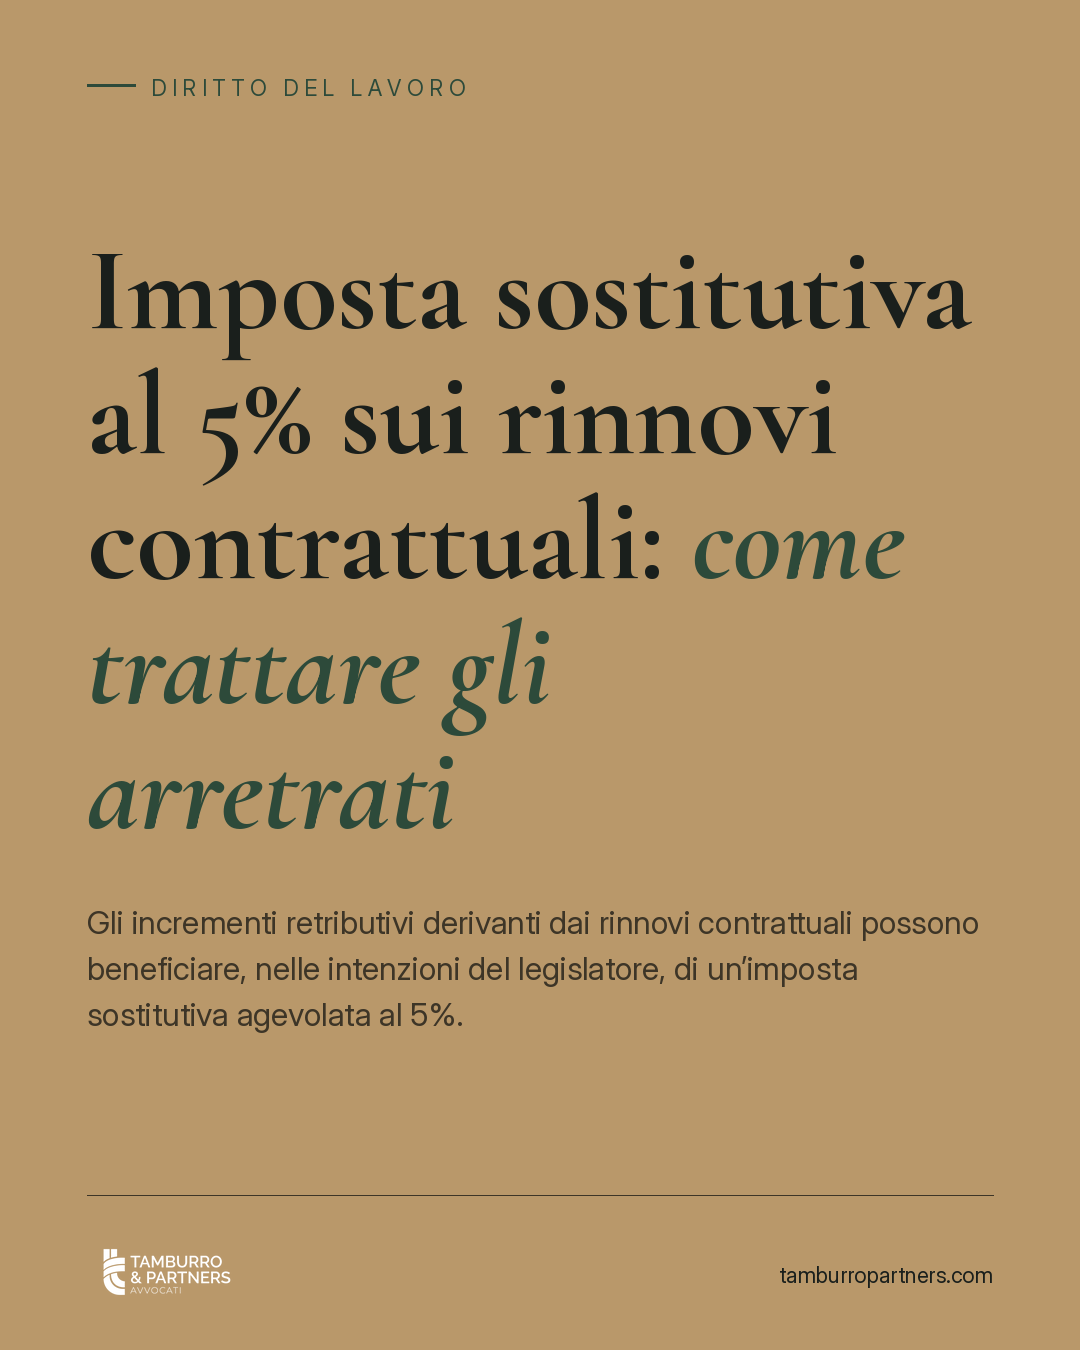 DIRITTO DEL LAVORO
Imposta sostitutiva
al 5% sui rinnovi
contrattuali: come
trattare gli
arretrati
Gli incrementi retributivi derivanti dai rinnovi contrattuali possono
beneficiare, nelle intenzioni del legislatore, di un’imposta
sostitutiva agevolata al 5%.
TAMBURRO
& PARTNERS
AVVOCATI
tamburropartners.com